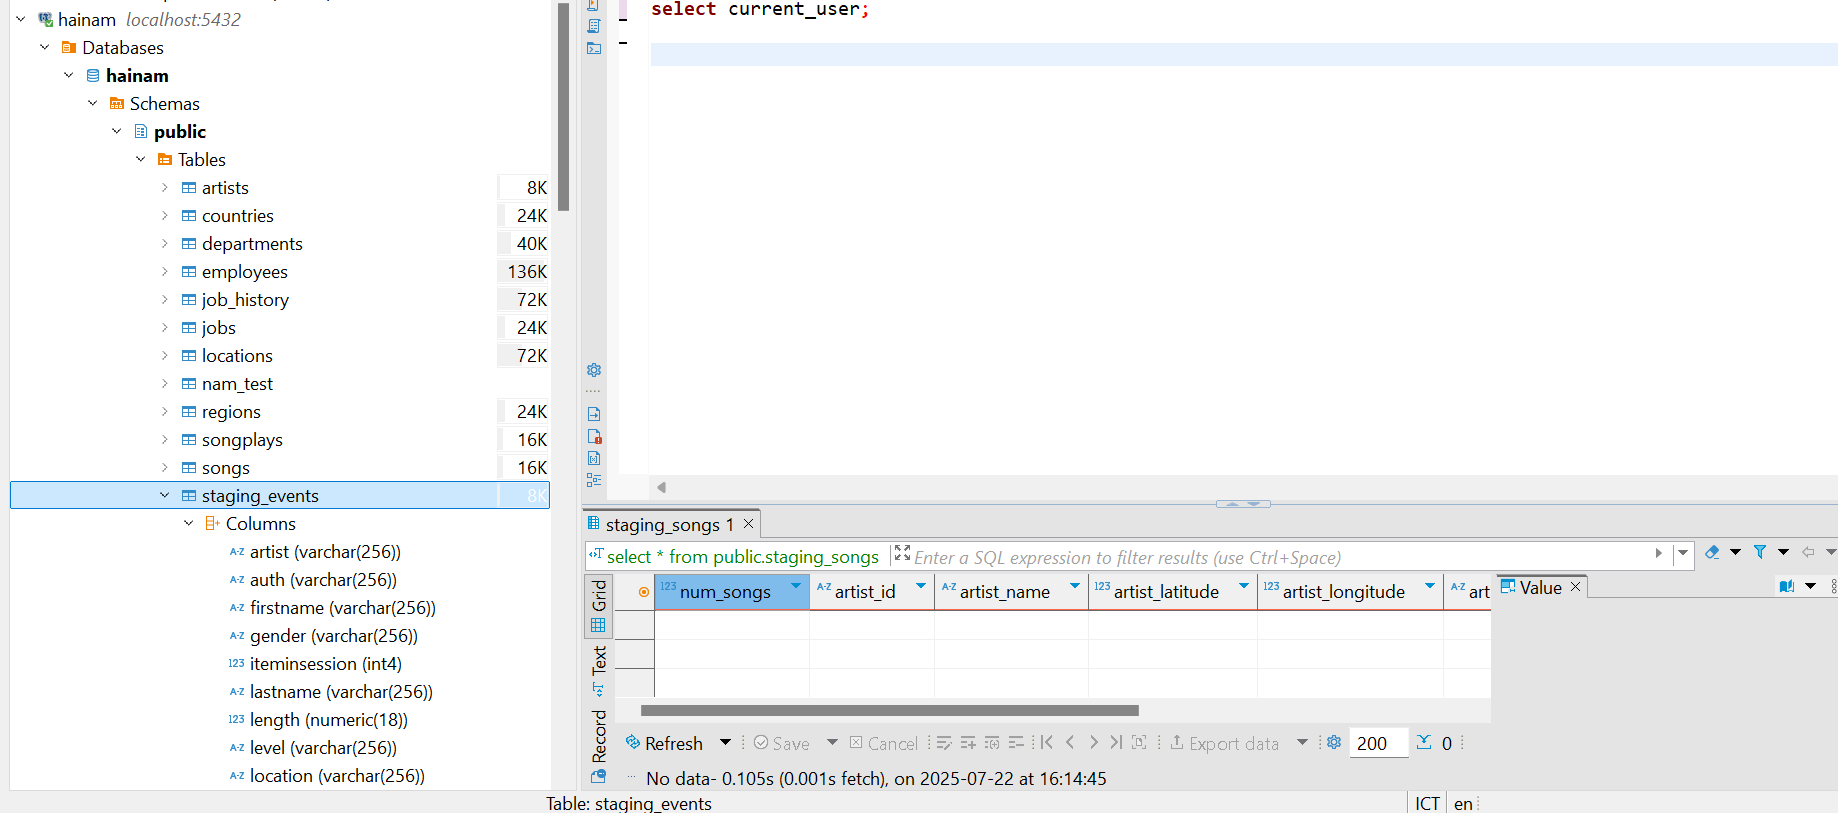 hainam localhost:5432
Databases
hainam
Schemas
public
Tables
artists 8K
countries 24K
departments 40K
employees 136K
job_history 72K
jobs 24K
locations 72K
nam_test
regions 24K
songplays 16K
songs 16K
staging_events 8K
Columns
A-Z artist (varchar(256))
A-Z auth (varchar(256))
A-Z firstname (varchar(256))
A-Z gender (varchar(256))
123 iteminsession (int4)
A-Z lastname (varchar(256))
123 length (numeric(18))
A-Z level (varchar(256))
A-Z location (varchar(256))
select current_user;
staging_songs 1
select * from public.staging_songs
Enter a SQL expression to filter results (use Ctrl+Space)
Grid
Text
Record
123 num_songs
A-Z artist_id
A-Z artist_name
123 artist_latitude
123 artist_longitude
A-Z art
Value
Refresh Save Cancel Export data 200 0
No data- 0.105s (0.001s fetch), on 2025-07-22 at 16:14:45
Table: staging_events ICT en